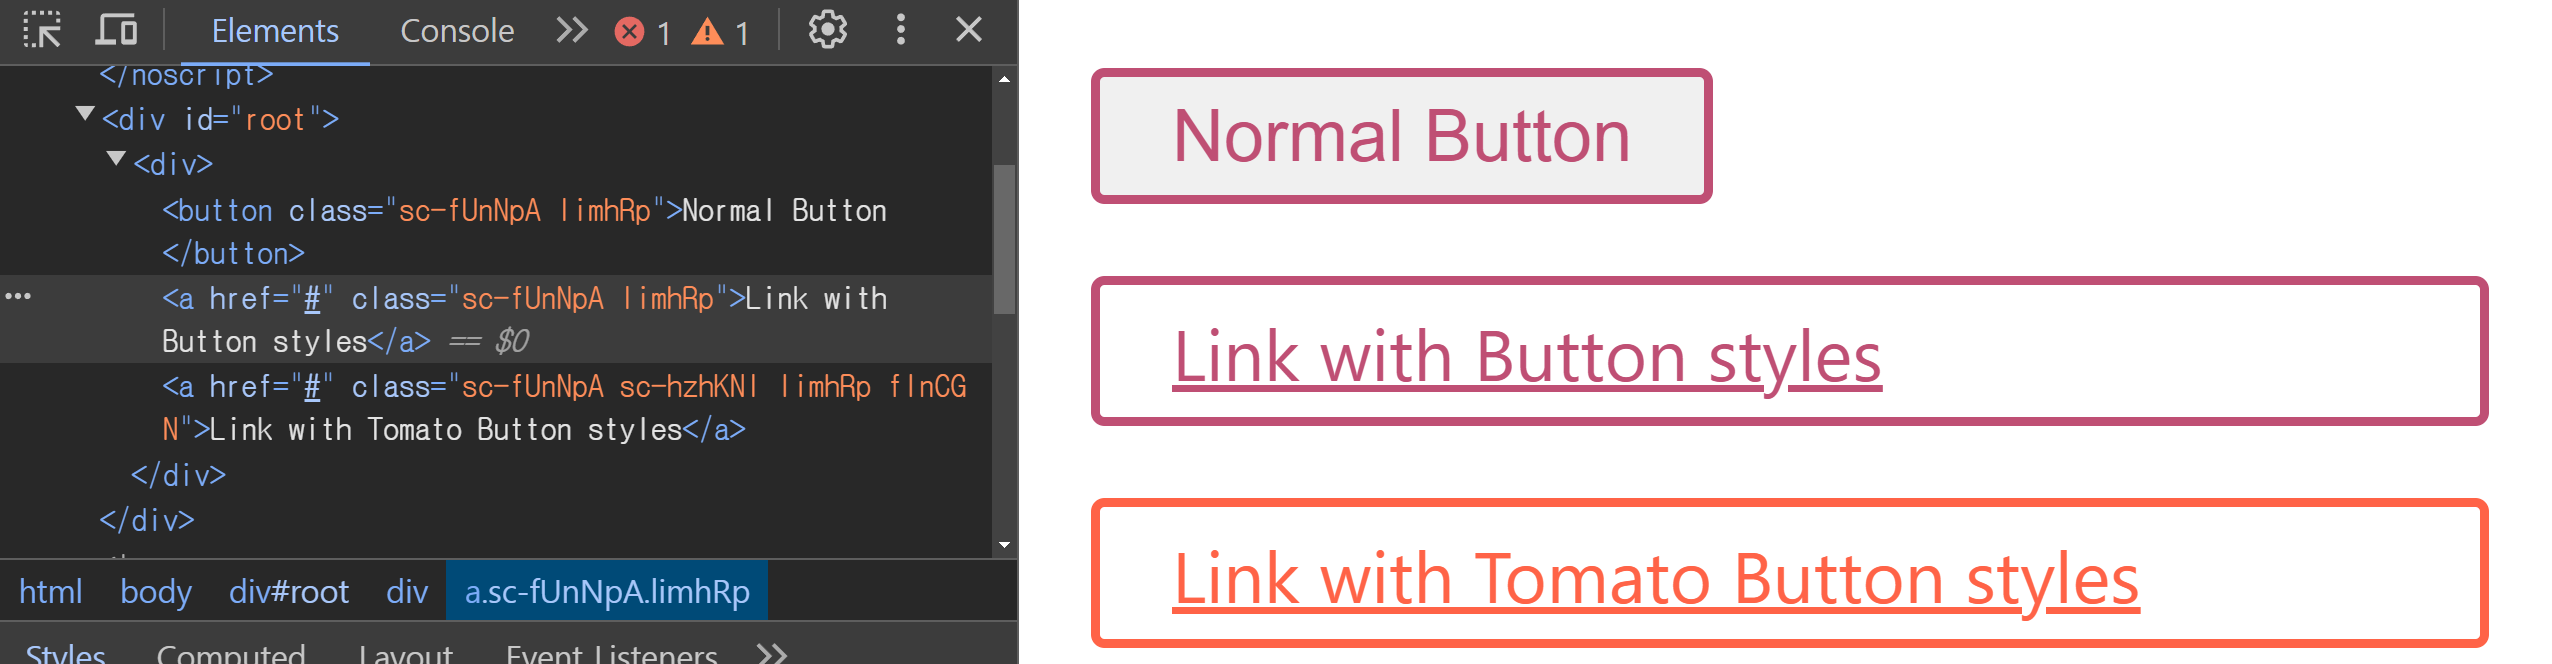 Elements Console 1 1
</noscript>
<div id="root">
<div>
<button class="sc-fUnNpA limhRp">Normal Button
</button>
<a href="#" class="sc-fUnNpA limhRp">Link with
Button styles</a> == $0
<a href="#" class="sc-fUnNpA sc-hzhKNl limhRp flnCG
N">Link with Tomato Button styles</a>
</div>
</div>
html body div#root div a.sc-fUnNpA.limhRp
Styles Computed Layout Event Listeners
Normal Button
Link with Button styles
Link with Tomato Button styles